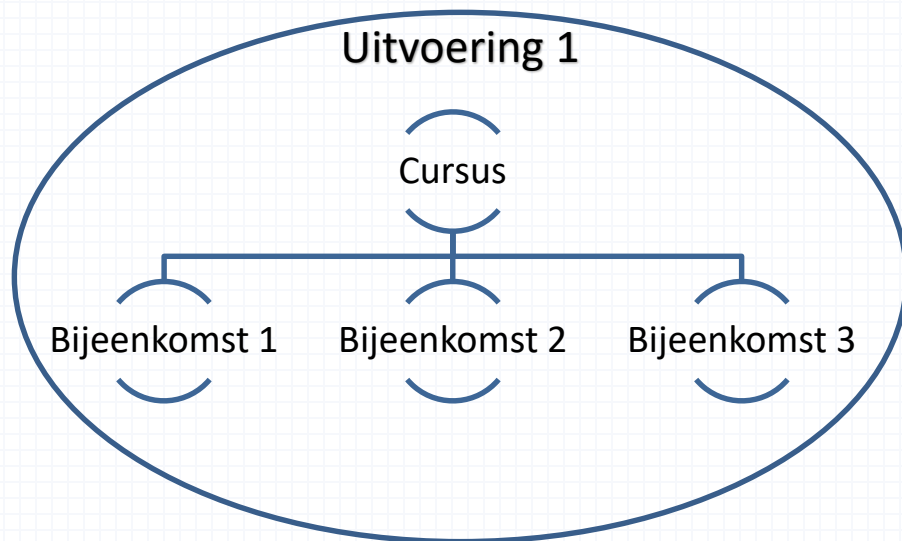 Uitvoering 1
Cursus
Bijeenkomst 1
Bijeenkomst 2
Bijeenkomst 3